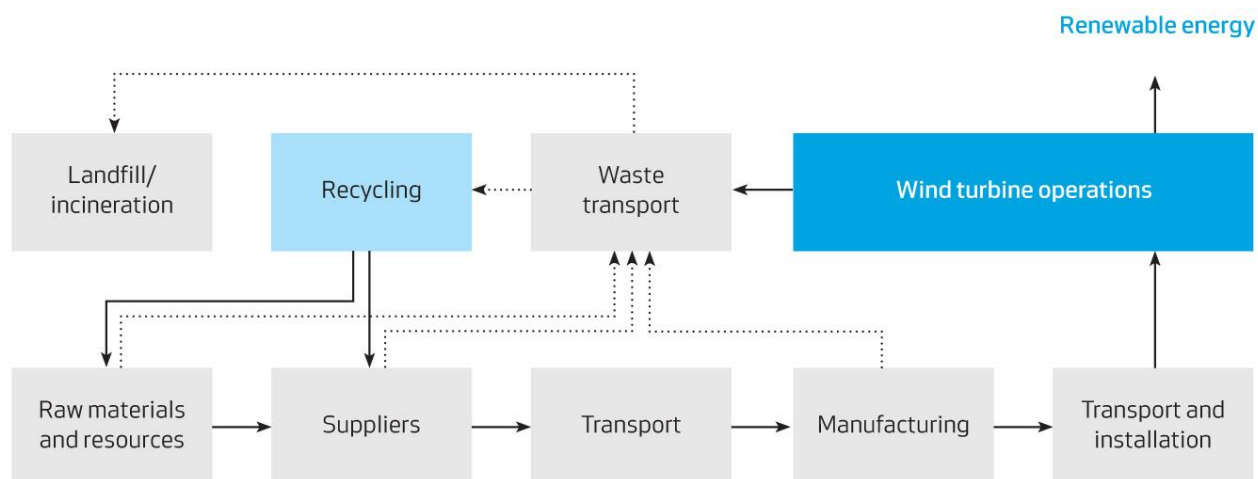 Renewable energy
Landfill/
incineration
Recycling
Waste
transport
Wind turbine operations
Raw materials
and resources
Suppliers
Transport
Manufacturing
Transport and
installation